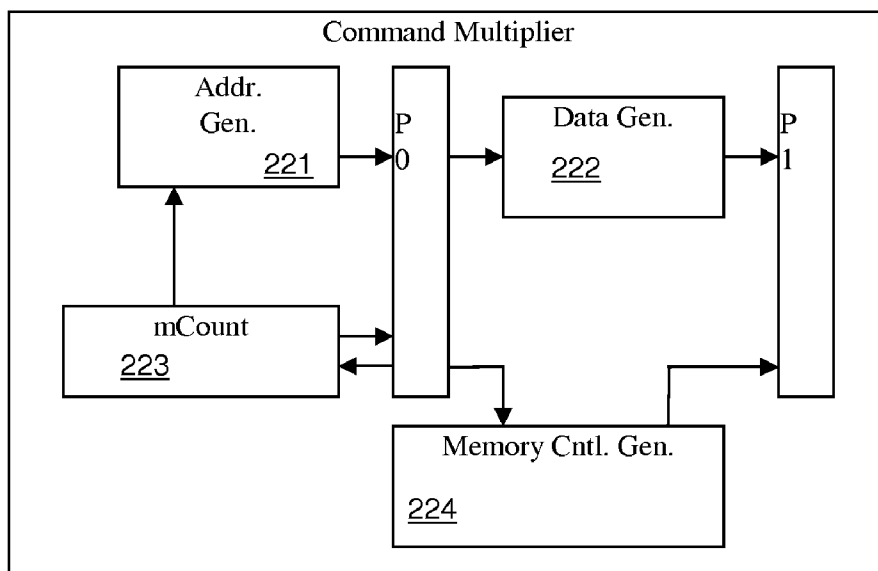 Command Multiplier
Addr.
Gen.
221
P
0
Data Gen.
222
P
1
mCount
223
Memory Cntl. Gen.
224